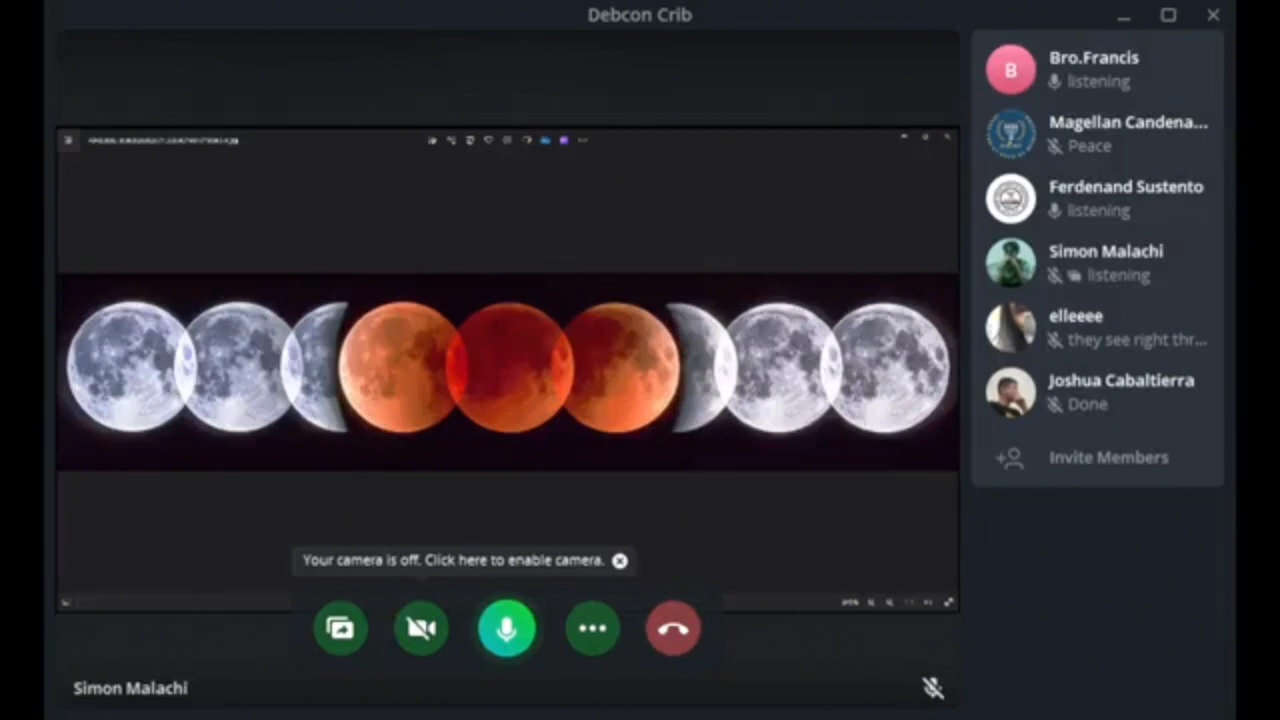 Debcon Crib
Bro.Francis
listening
Magellan Candena...
Peace
Ferdenand Sustento
listening
Simon Malachi
listening
elleeee
they see right thr...
Joshua Cabaltierra
Done
Invite Members
B
Your camera is off. Click here to enable camera.
Simon Malachi